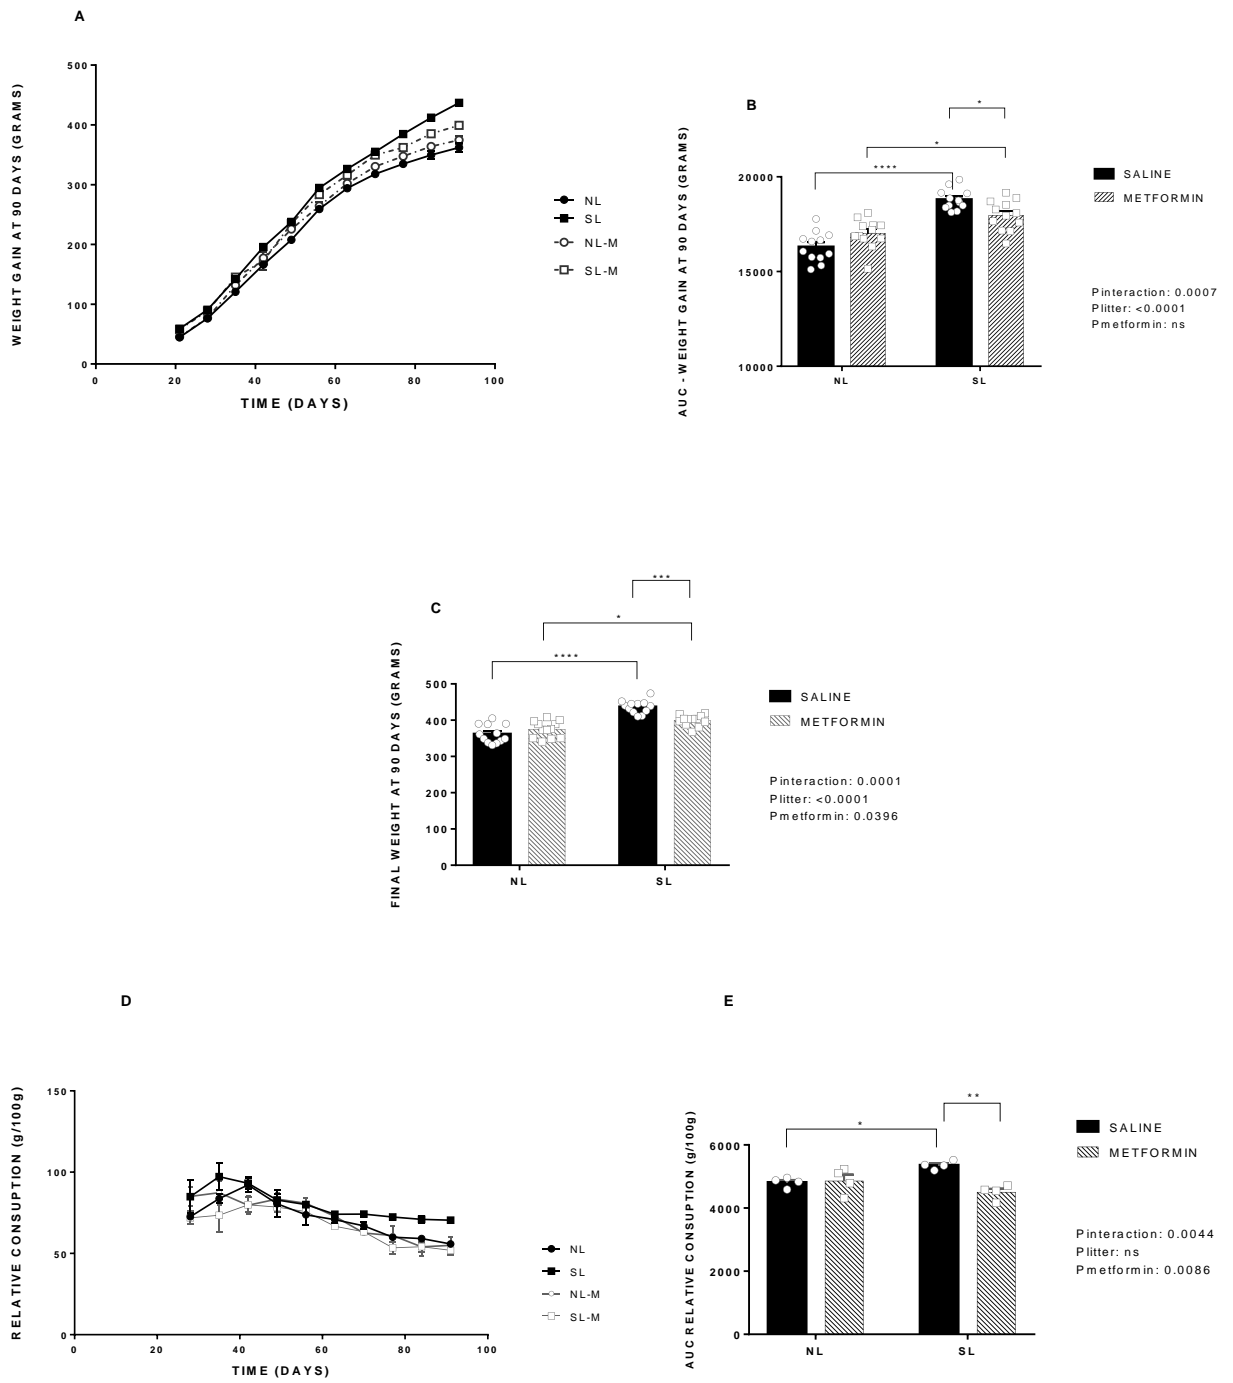 A
WEIGHT GAIN AT 90 DAYS (GRAMS)
500
400
300
200
100
0
0 20 40 60 80 100
TIME (DAYS)
NL
SL
NL-M
SL-M
B
AUC - WEIGHT GAIN AT 90 DAYS (GRAMS)
*
*
****
20000
15000
10000
NL SL
SALINE
METFORMIN
Pinteraction: 0.0007
Plitter: <0.0001
Pmetformin: ns
C
FINAL WEIGHT AT 90 DAYS (GRAMS)
***
*
****
500
400
300
200
100
0
NL SL
SALINE
METFORMIN
Pinteraction: 0.0001
Plitter: <0.0001
Pmetformin: 0.0396
D
RELATIVE CONSUPTION (g/100g)
150
100
50
0
0 20 40 60 80 100
TIME (DAYS)
NL
SL
NL-M
SL-M
E
AUC RELATIVE CONSUPTION (g/100g)
**
*
6000
4000
2000
0
NL SL
SALINE
METFORMIN
Pinteraction: 0.0044
Plitter: ns
Pmetformin: 0.0086